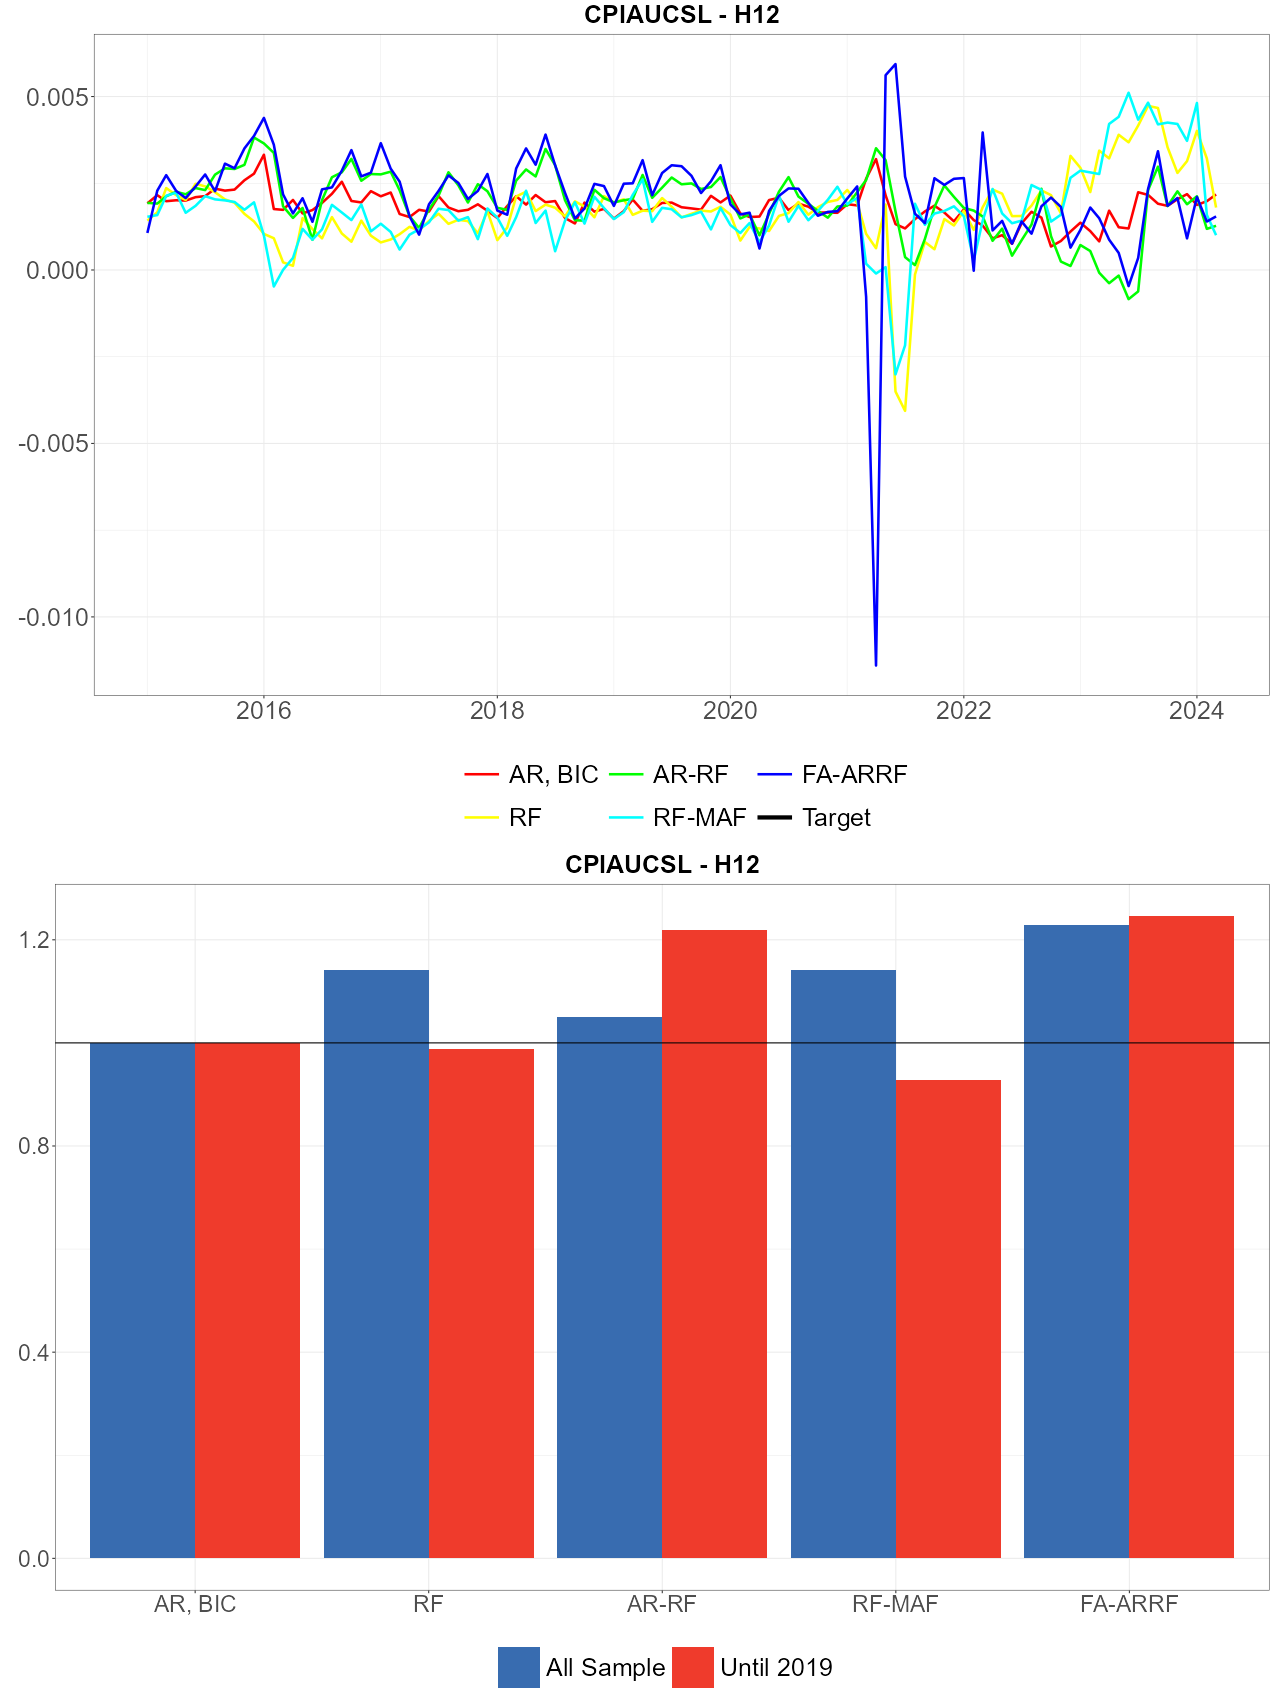 CPIAUCSL - H12
0.005
0.000
-0.005
-0.010
2016 2018 2020 2022 2024
AR, BIC AR-RF FA-ARRF
RF RF-MAF Target
CPIAUCSL - H12
1.2
0.8
0.4
0.0
AR, BIC RF AR-RF RF-MAF FA-ARRF
All Sample Until 2019